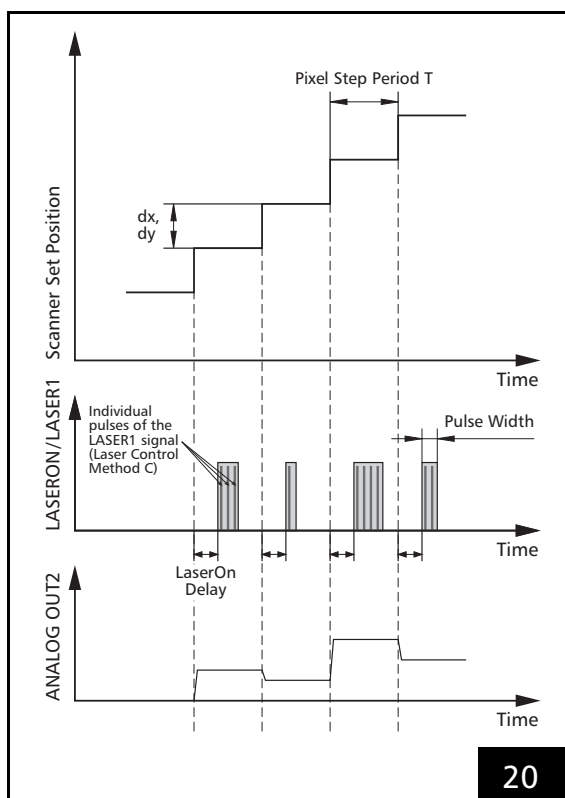 Pixel Step Period T
Scanner Set Position
dx,
dy
Time
LASERON/LASER1
Individual
pulses of the
LASER1 signal
(Laser Control
Method C)
Pulse Width
Time
LaserOn
Delay
ANALOG OUT2
Time
20